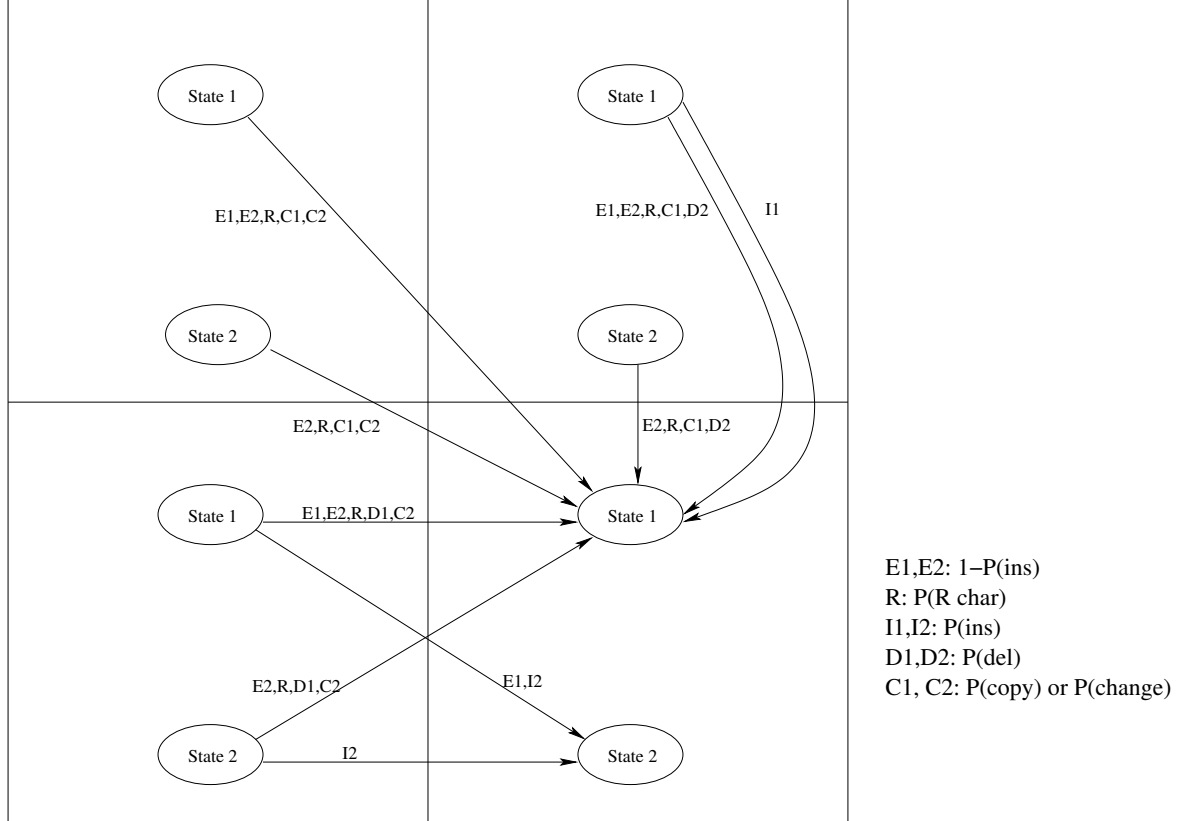 State 1
State 1
E1,E2,R,C1,C2
E1,E2,R,C1,D2
I1
State 2
State 2
E2,R,C1,C2
E2,R,C1,D2
State 1
E1,E2,R,D1,C2
State 1
E2,R,D1,C2
E1,I2
State 2
I2
State 2
E1,E2: 1−P(ins)
R: P(R char)
I1,I2: P(ins)
D1,D2: P(del)
C1, C2: P(copy) or P(change)